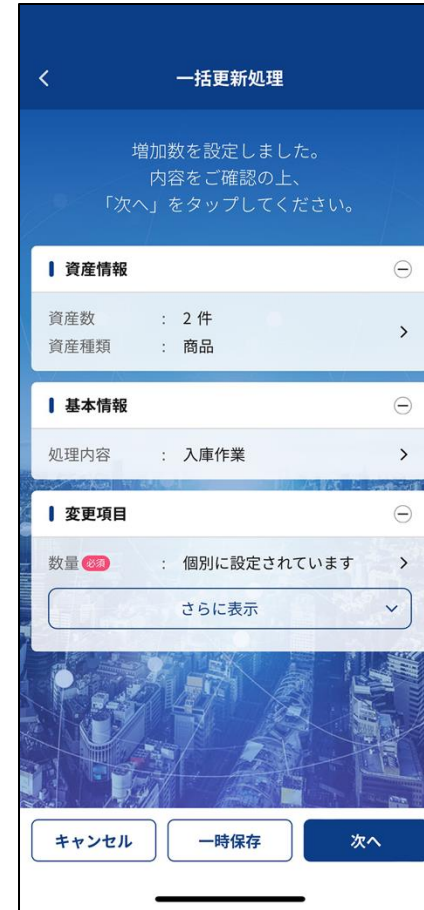 一括更新処理
増加数を設定しました。
内容をご確認の上、
「次へ」をタップしてください。
資産情報
資産数 : 2 件
資産種類 : 商品
基本情報
処理内容 : 入庫作業
変更項目
数量 必須 : 個別に設定されています
さらに表示
キャンセル 一時保存 次へ